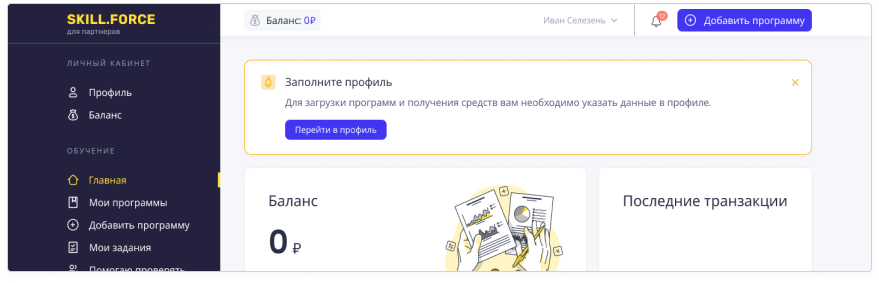 SKILL.FORCE
для партнеров
Баланс: 0₽
Иван Селезень
12
Добавить программу
ЛИЧНЫЙ КАБИНЕТ
Профиль
Баланс
ОБУЧЕНИЕ
Главная
Мои программы
Добавить программу
Мои задания
Помогаю проверять
Заполните профиль
Для загрузки программ и получения средств вам необходимо указать данные в профиле.
Перейти в профиль
Баланс
0 ₽
Последние транзакции